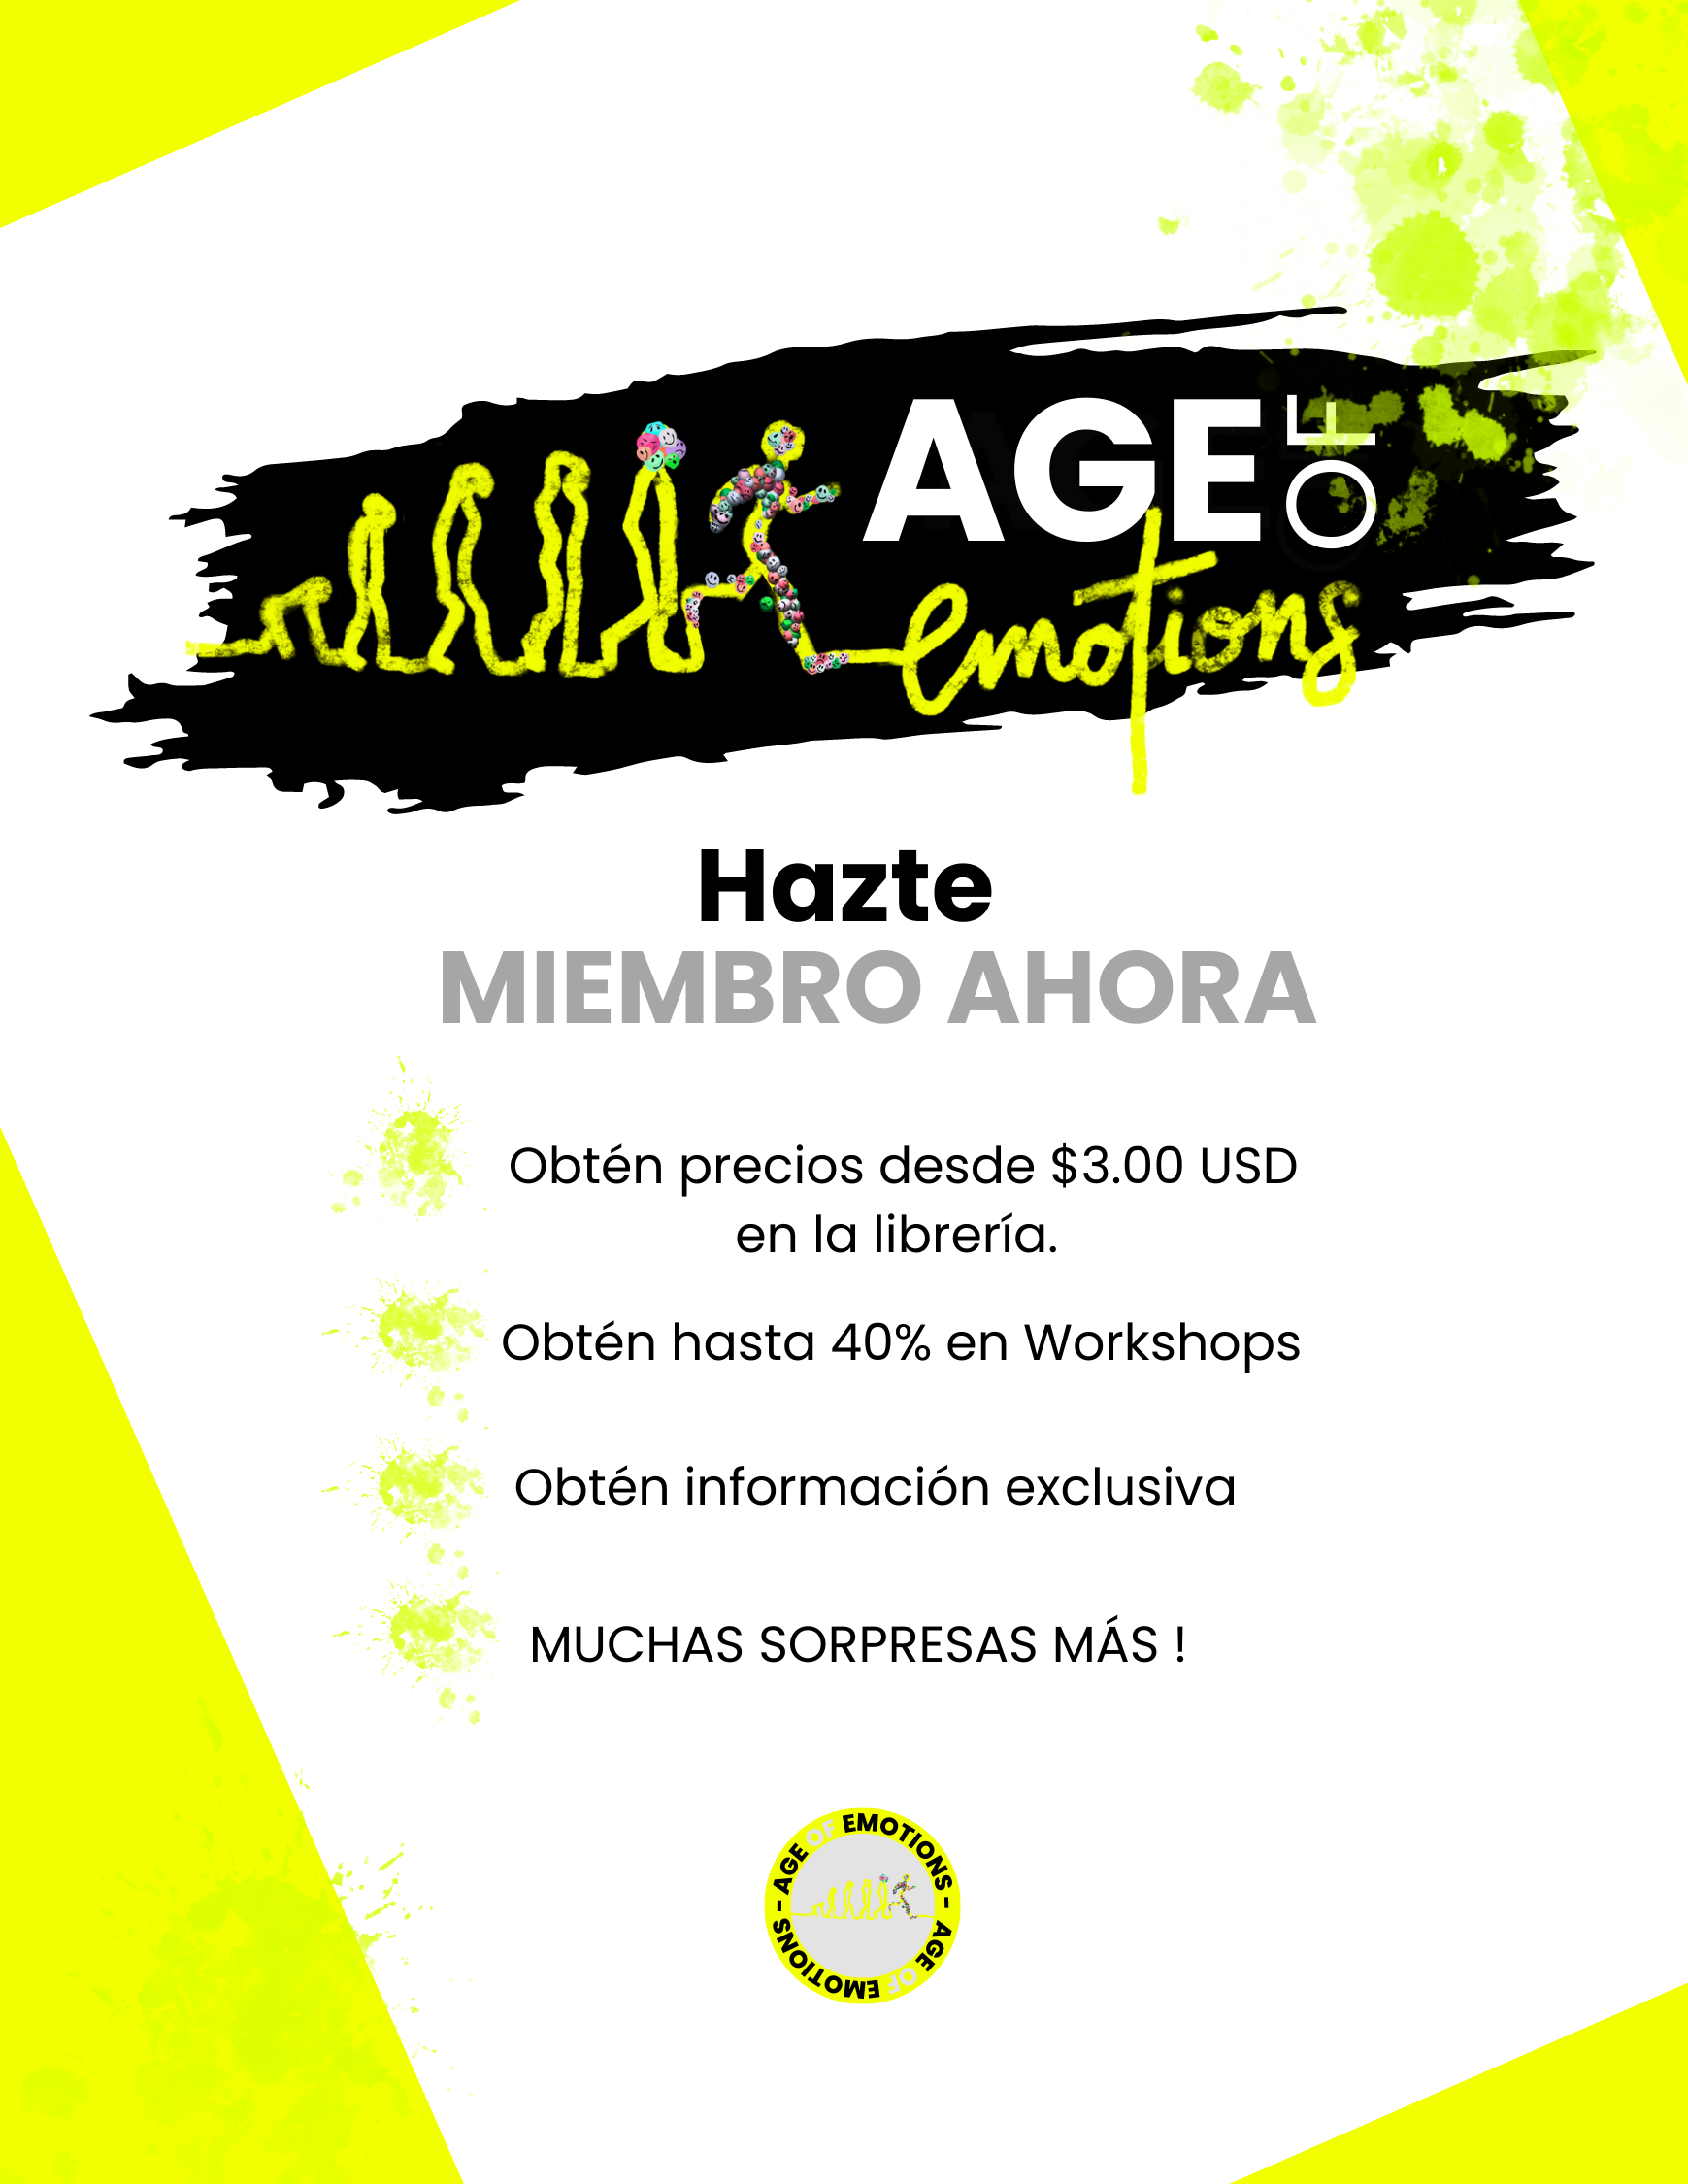 AGE OF
emotions
Hazte
MIEMBRO AHORA
Obtén precios desde $3.00 USD
en la librería.
Obtén hasta 40% en Workshops
Obtén información exclusiva
MUCHAS SORPRESAS MÁS !
AGE OF EMOTIONS - AGE OF EMOTIONS -